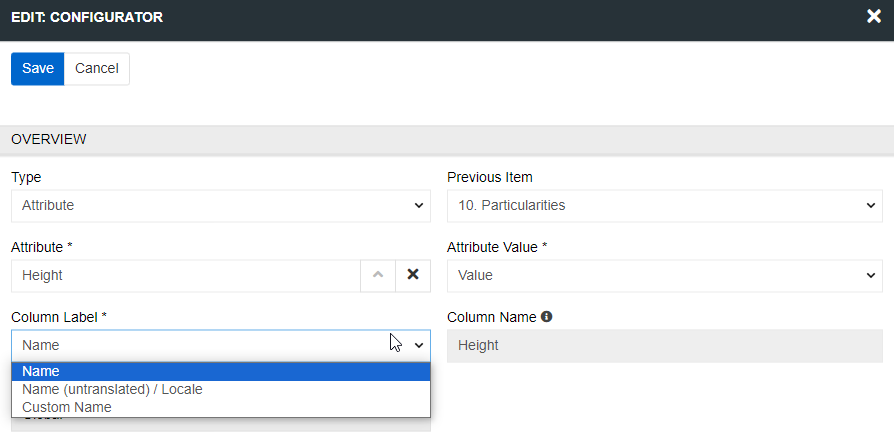 EDIT: CONFIGURATOR
Save Cancel
OVERVIEW
Type Previous Item
Attribute 10. Particularities
Attribute * Attribute Value *
Height Value
Column Label * Column Name
Name Height
Name
Name (untranslated) / Locale
Custom Name